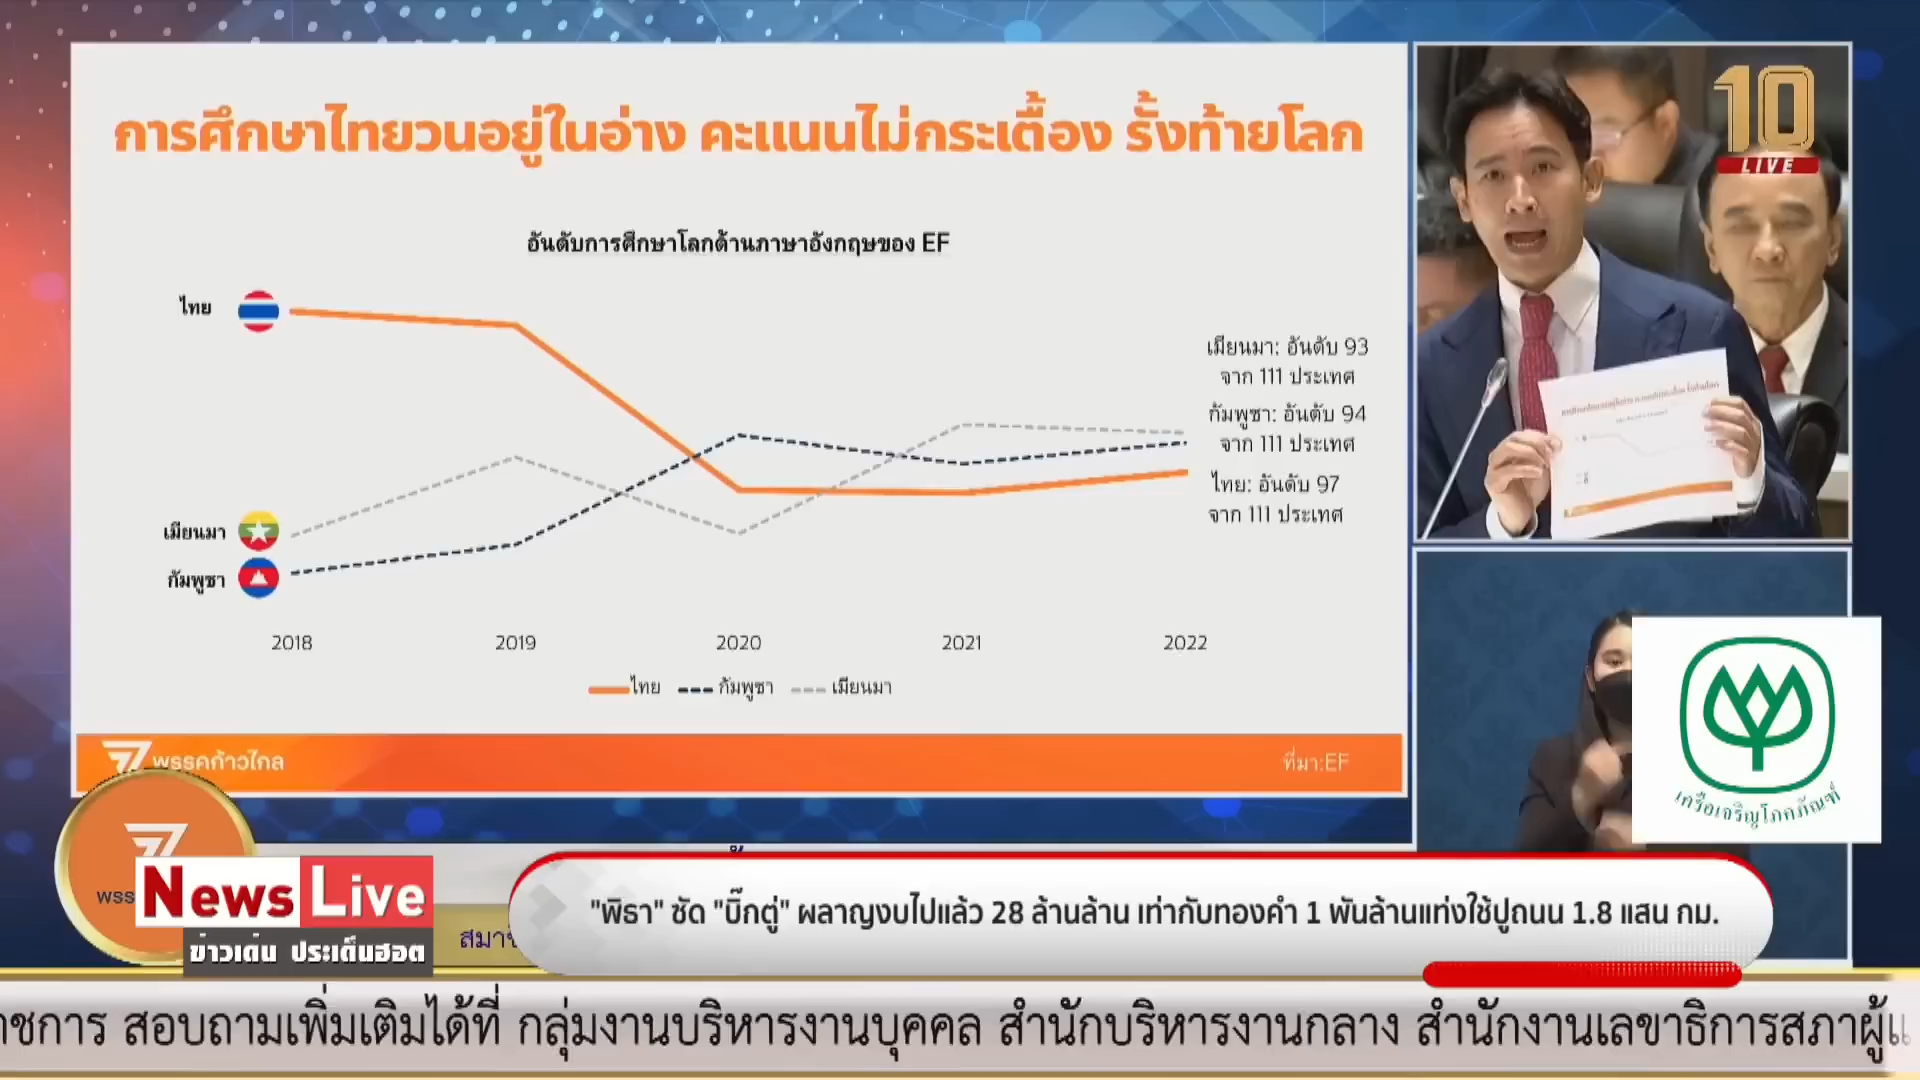 การศึกษาไทยวนอยู่ในอ่าง คะแนนไม่กระเตื้อง รั้งท้ายโลก
อันดับการศึกษาโลกด้านภาษาอังกฤษของ EF
ไทย
เมียนมา
กัมพูชา
เมียนมา: อันดับ 93
จาก 111 ประเทศ
กัมพูชา: อันดับ 94
จาก 111 ประเทศ
ไทย: อันดับ 97
จาก 111 ประเทศ
2018 2019 2020 2021 2022
ไทย กัมพูชา เมียนมา
พรรคก้าวไกล
ที่มา:EF
10
LIVE
เครือเจริญโภคภัณฑ์
News Live
ข่าวเด่น ประเด็นฮอต
"พิธา" ซัด "บิ๊กตู่" ผลาญงบไปแล้ว 28 ล้านล้าน เท่ากับทองคำ 1 พันล้านแท่งใช้ปูถนน 1.8 แสน กม.
าชการ สอบถามเพิ่มเติมได้ที่ กลุ่มงานบริหารงานบุคคล สำนักบริหารงานกลาง สำนักงานเลขาธิการสภาผู้แ